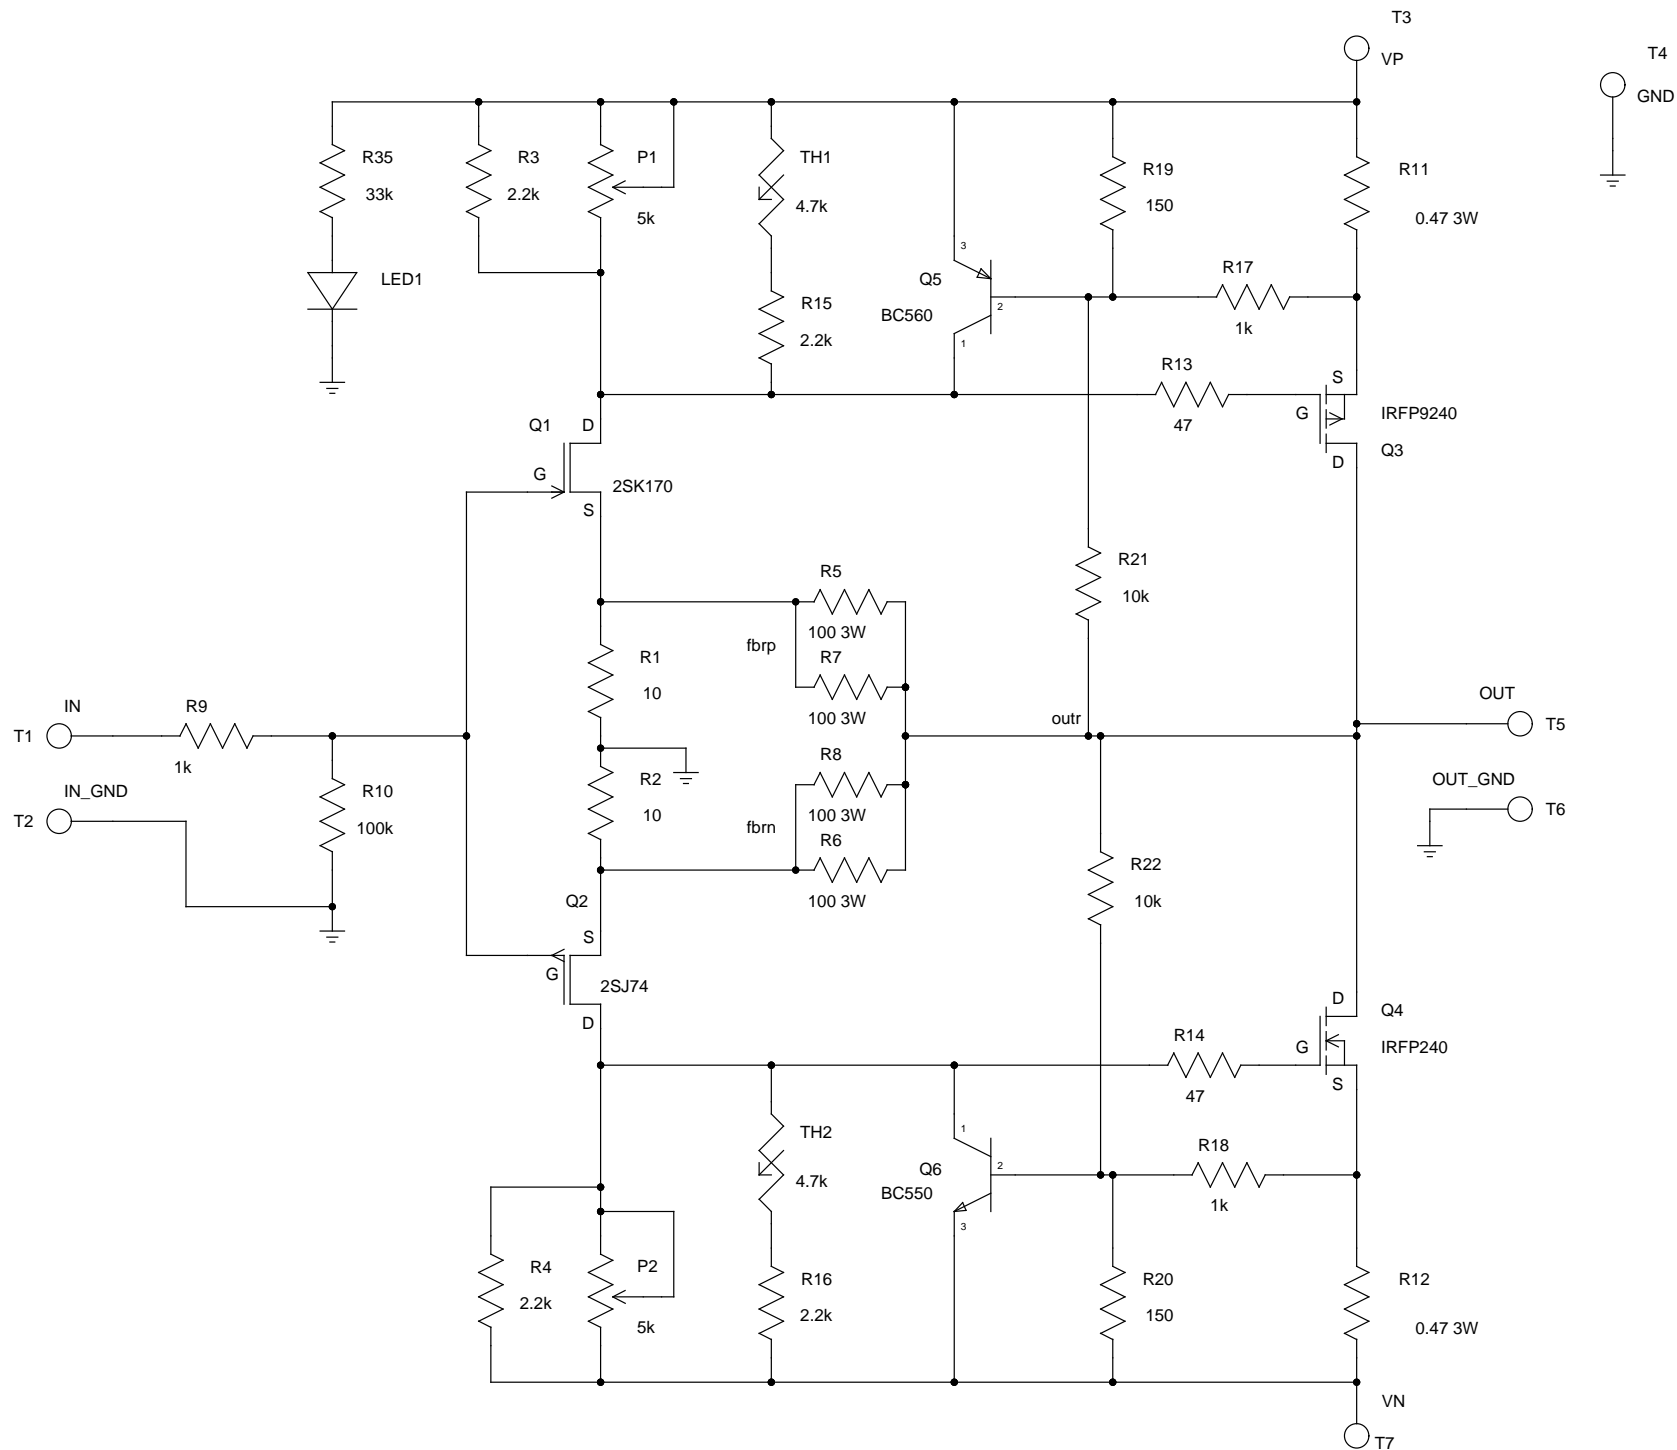 T3
VP
T4
GND
R35
33k
R3
2.2k
P1
5k
TH1
4.7k
R19
150
R11
0.47 3W
LED1
3
Q5
BC560
2
1
R17
1k
R15
2.2k
R13
47
S
G
D
IRFP9240
Q3
Q1
D
G
S
2SK170
R21
10k
R5
100 3W
fbrp
R7
100 3W
R1
10
IN
T1
R9
1k
outr
OUT
T5
IN_GND
T2
R10
100k
R2
10
R8
100 3W
fbrn
R6
100 3W
OUT_GND
T6
R22
10k
Q2
S
G
D
2SJ74
D
G
S
Q4
IRFP240
R14
47
TH2
4.7k
1
Q6
BC550
2
3
R18
1k
R4
2.2k
P2
5k
R16
2.2k
R20
150
R12
0.47 3W
VN
T7